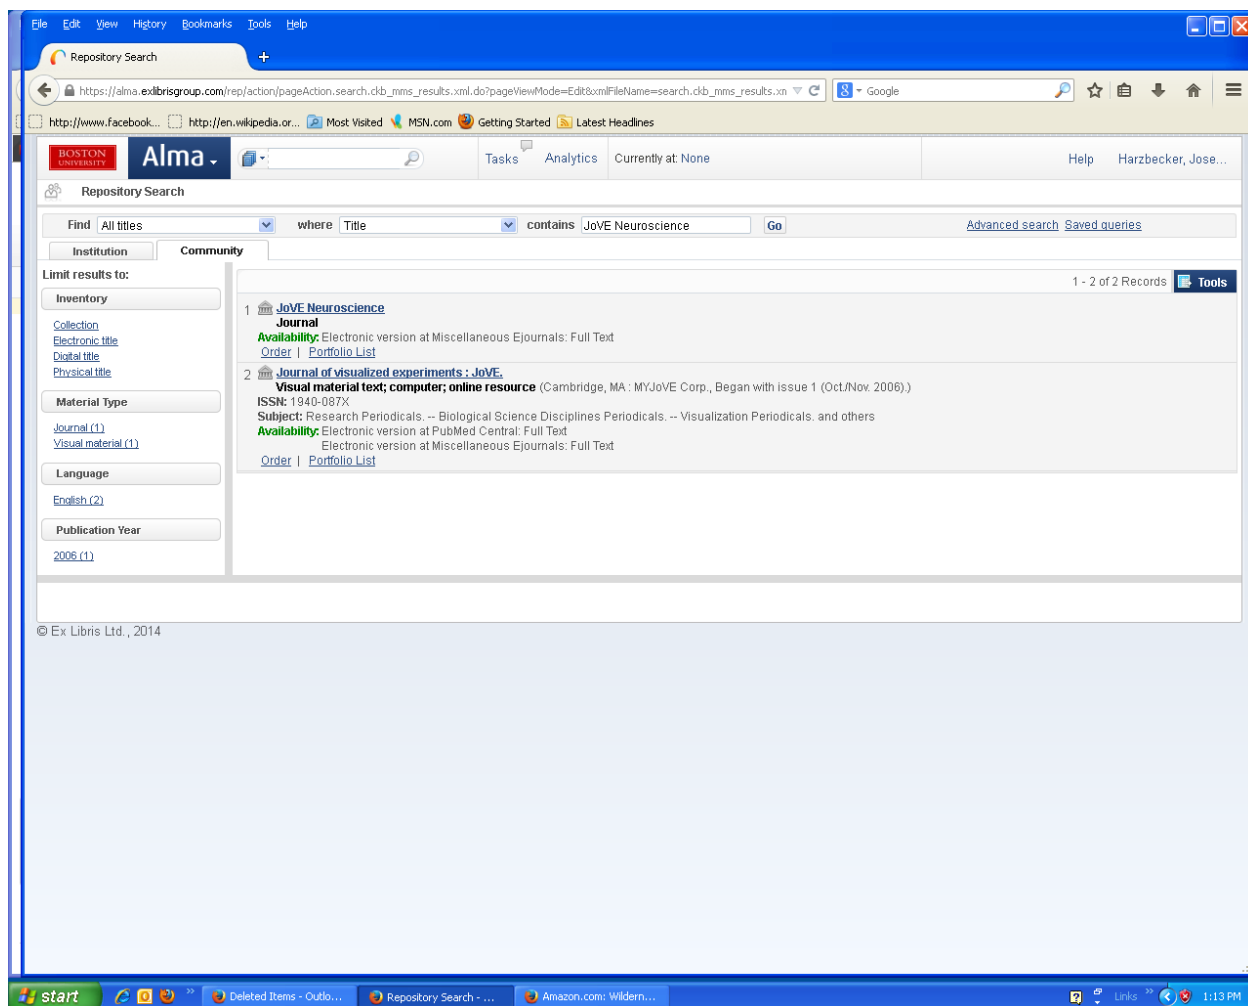 File Edit View History Bookmarks Tools Help
Repository Search
https://alma.exlibrisgroup.com/rep/action/pageAction.search.ckb_mms_results.xml.do?pageViewMode=Edit&xmlFileName=search.ckb_mms_results.xn
Google
http://www.facebook... http://en.wikipedia.or... Most Visited MSN.com Getting Started Latest Headlines
BOSTON
UNIVERSITY
Alma
Tasks Analytics Currently at: None Help Harzbecker, Jose...
Repository Search
Find All titles where Title contains JoVE Neuroscience Go Advanced search Saved queries
Institution Community
Limit results to:
1 - 2 of 2 Records Tools
Inventory
Collection
Electronic title
Digital title
Physical title
Material Type
Journal (1)
Visual material (1)
Language
English (2)
Publication Year
2006 (1)
1 JoVE Neuroscience
Journal
Availability: Electronic version at Miscellaneous Ejournals: Full Text
Order | Portfolio List
2 Journal of visualized experiments : JoVE.
Visual material text; computer; online resource (Cambridge, MA : MYJoVE Corp., Began with issue 1 (Oct./Nov. 2006).)
ISSN: 1940-087X
Subject: Research Periodicals. -- Biological Science Disciplines Periodicals. -- Visualization Periodicals. and others
Availability: Electronic version at PubMed Central: Full Text
Electronic version at Miscellaneous Ejournals: Full Text
Order | Portfolio List
© Ex Libris Ltd., 2014
start Deleted Items - Outlo... Repository Search - ... Amazon.com: Wildern... Links 1:13 PM